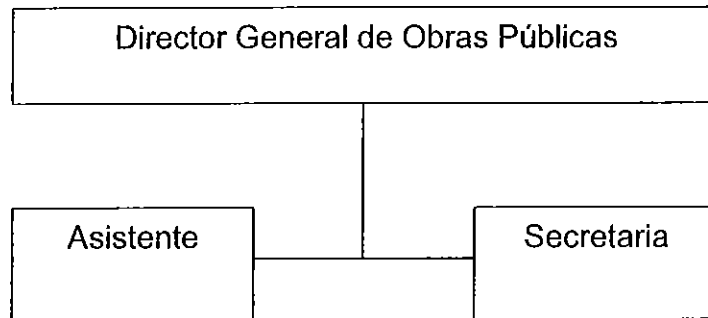 Director General de Obras Públicas
Asistente
Secretaria